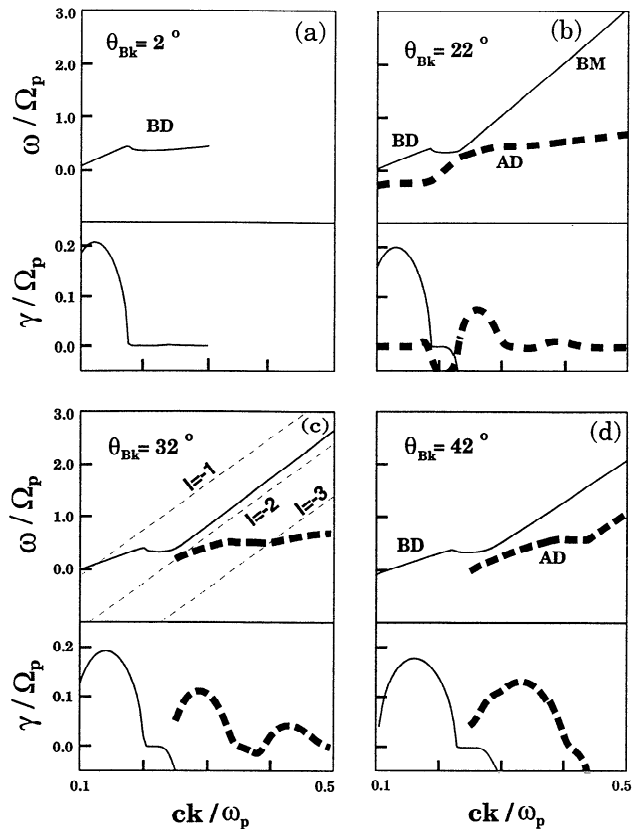 (a)
θBk= 2 °
3.0
2.0
1.0
0.0
ω/Ωp
BD
0.2
0.1
0.0
γ/Ωp
(b)
θBk= 22 °
BM
BD
AD
(c)
θBk= 32 °
3.0
2.0
1.0
0.0
ω/Ωp
l=-1
l=-2
l=-3
0.2
0.1
0.0
γ/Ωp
0.1
0.5
ck/ωp
(d)
θBk= 42 °
BD
AD
0.1
0.5
ck/ωp